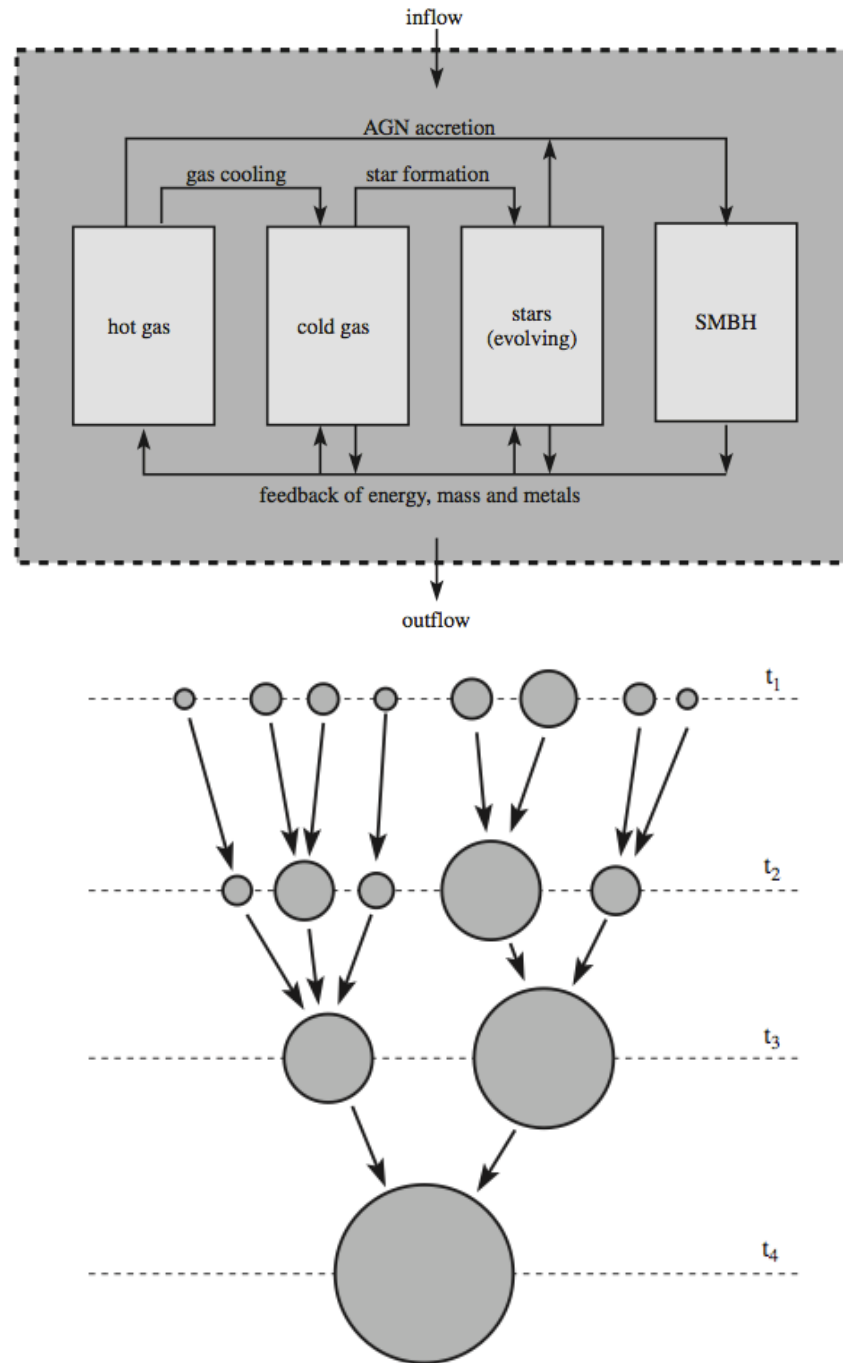 inflow
AGN accretion
gas cooling
star formation
hot gas
cold gas
stars
(evolving)
SMBH
feedback of energy, mass and metals
outflow
t₁
t₂
t₃
t₄